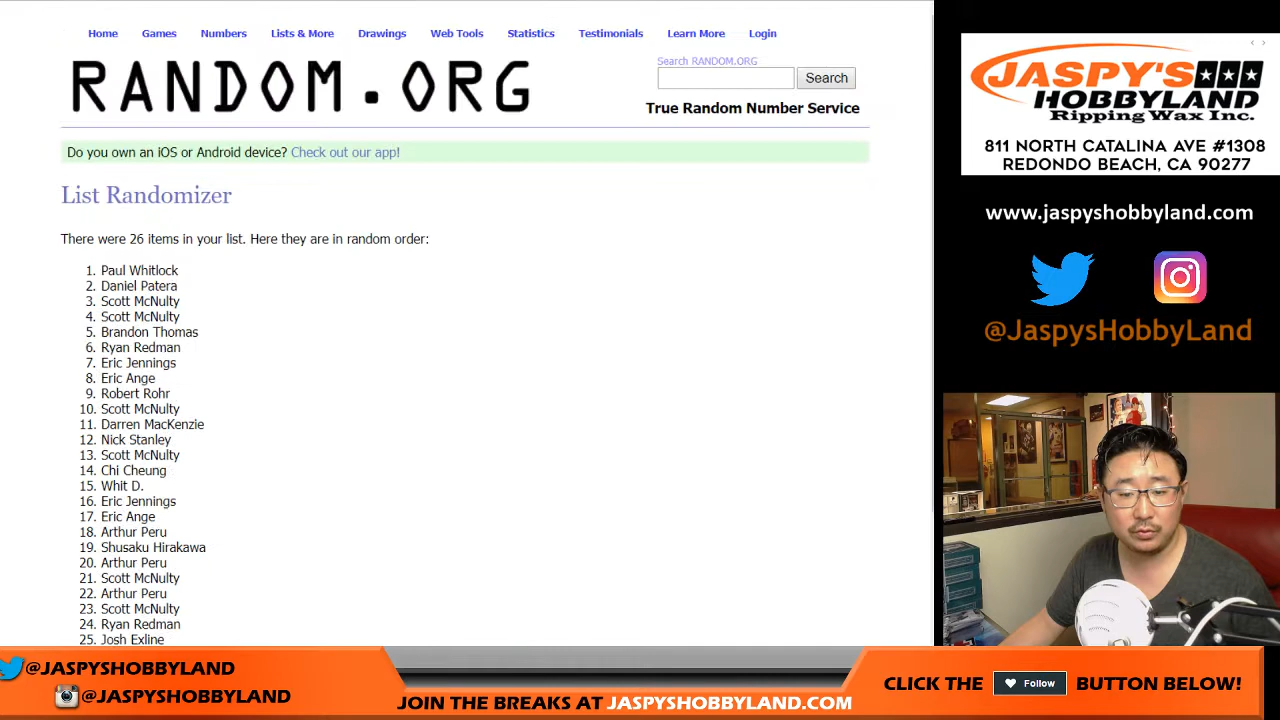 Home Games Numbers Lists & More Drawings Web Tools Statistics Testimonials Learn More Login
RANDOM.ORG
Search RANDOM.ORG
Search
True Random Number Service
Do you own an iOS or Android device? Check out our app!
List Randomizer
There were 26 items in your list. Here they are in random order:
1. Paul Whitlock
2. Daniel Patera
3. Scott McNulty
4. Scott McNulty
5. Brandon Thomas
6. Ryan Redman
7. Eric Jennings
8. Eric Ange
9. Robert Rohr
10. Scott McNulty
11. Darren MacKenzie
12. Nick Stanley
13. Scott McNulty
14. Chi Cheung
15. Whit D.
16. Eric Jennings
17. Eric Ange
18. Arthur Peru
19. Shusaku Hirakawa
20. Arthur Peru
21. Scott McNulty
22. Arthur Peru
23. Scott McNulty
24. Ryan Redman
25. Josh Exline
JASPY'S
HOBBYLAND
Ripping Wax Inc.
811 NORTH CATALINA AVE #1308
REDONDO BEACH, CA 90277
www.jaspyshobbyland.com
@JaspysHobbyLand
@JASPYSHOBBYLAND
@JASPYSHOBBYLAND
JOIN THE BREAKS AT JASPYSHOBBYLAND.COM
CLICK THE Follow BUTTON BELOW!